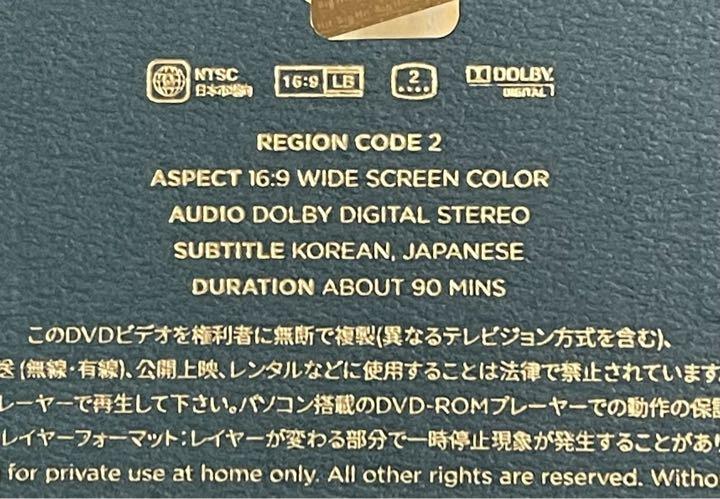 NTSC
日本市場向
16:9 LB
2
DOLBY
DIGITAL
REGION CODE 2
ASPECT 16:9 WIDE SCREEN COLOR
AUDIO DOLBY DIGITAL STEREO
SUBTITLE KOREAN, JAPANESE
DURATION ABOUT 90 MINS
このDVDビデオを権利者に無断で複製(異なるテレビジョン方式を含む)、
送 (無線・有線)、公開上映、レンタルなどに使用することは法律で禁止されています
レーヤーで再生して下さい。パソコン搭載のDVD-ROMプレーヤーでの動作の保
レイヤーフォーマット:レイヤーが変わる部分で一時停止現象が発生することがあ
for private use at home only. All other rights are reserved. Witho